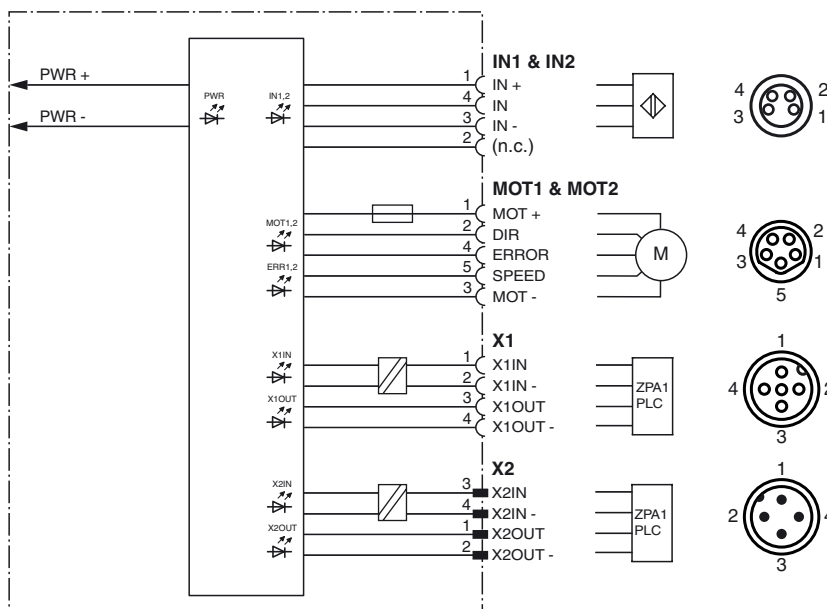 PWR +
PWR -
PWR
IN1,2
IN1 & IN2
1 IN +
4 IN
3 IN -
2 (n.c.)
4 2
3 1
MOT1 & MOT2
MOT1,2
ERR1,2
1 MOT +
2 DIR
4 ERROR
5 SPEED
3 MOT -
M
4 2
3 1
5
X1
X1IN
X1OUT
1 X1IN
2 X1IN -
3 X1OUT
4 X1OUT -
ZPA1
PLC
1
4 2
3
X2
X2IN
X2OUT
3 X2IN
4 X2IN -
1 X2OUT
2 X2OUT -
ZPA1
PLC
1
2 4
3